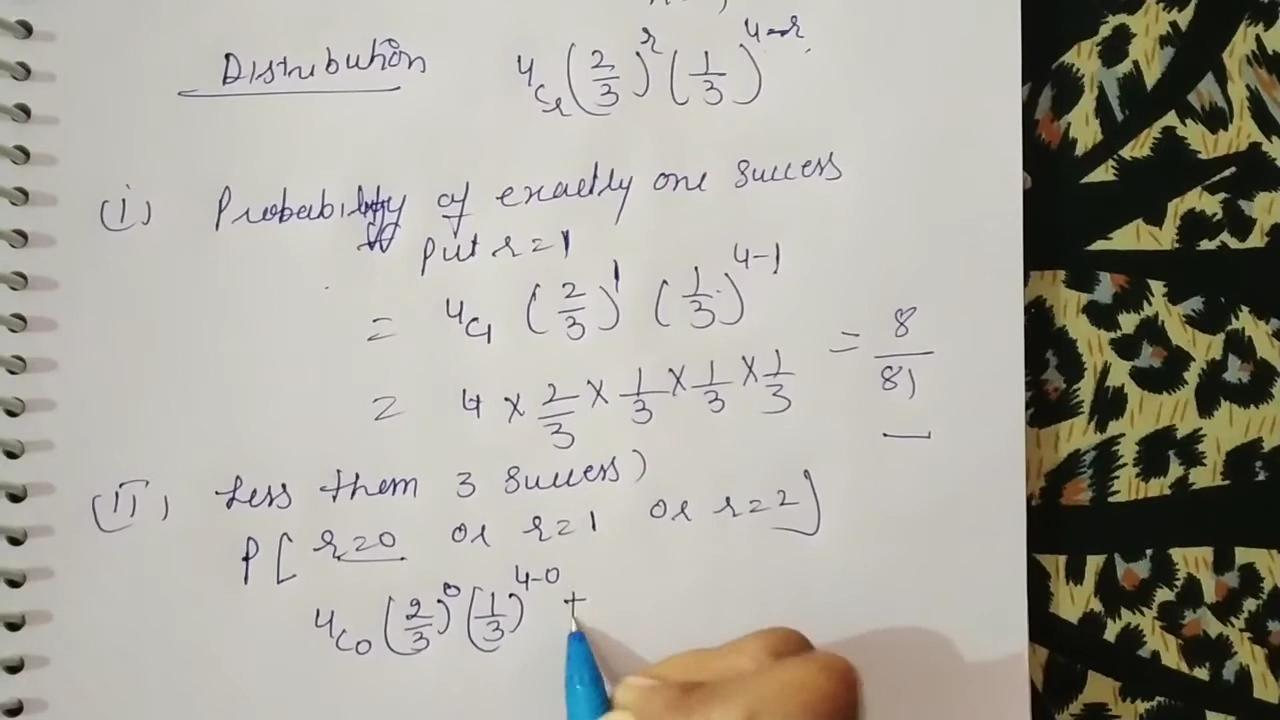 Distribution ⁴Cᵣ (2/3)ʳ (1/3)⁴⁻ʳ
(i) Probability of exactly one success
put r = 1
= ⁴C₁ (2/3)¹ (1/3)⁴⁻¹
= 4 × 2/3 × 1/3 × 1/3 × 1/3 = 8/81
(ii) Less them 3 success)
P[ r=0 or r=1 or r=2]
⁴C₀ (2/3)⁰ (1/3)⁴⁻⁰ +